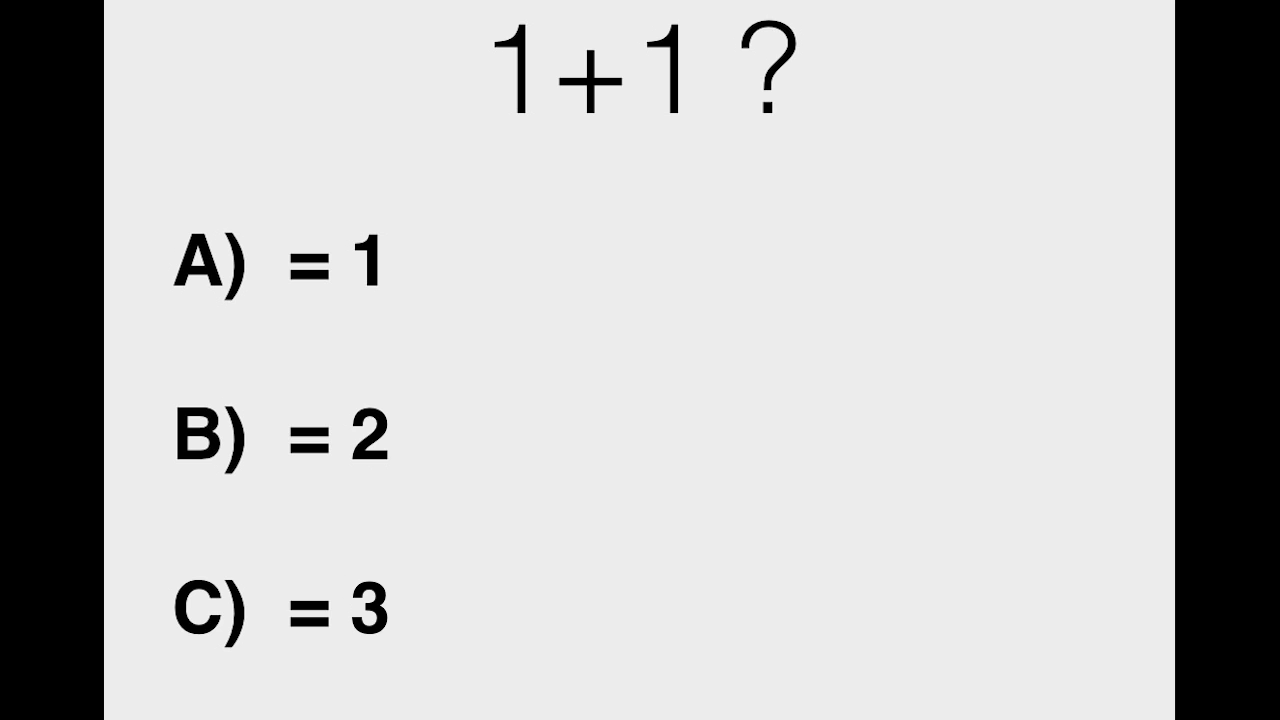 1+1 ?
A) = 1
B) = 2
C) = 3